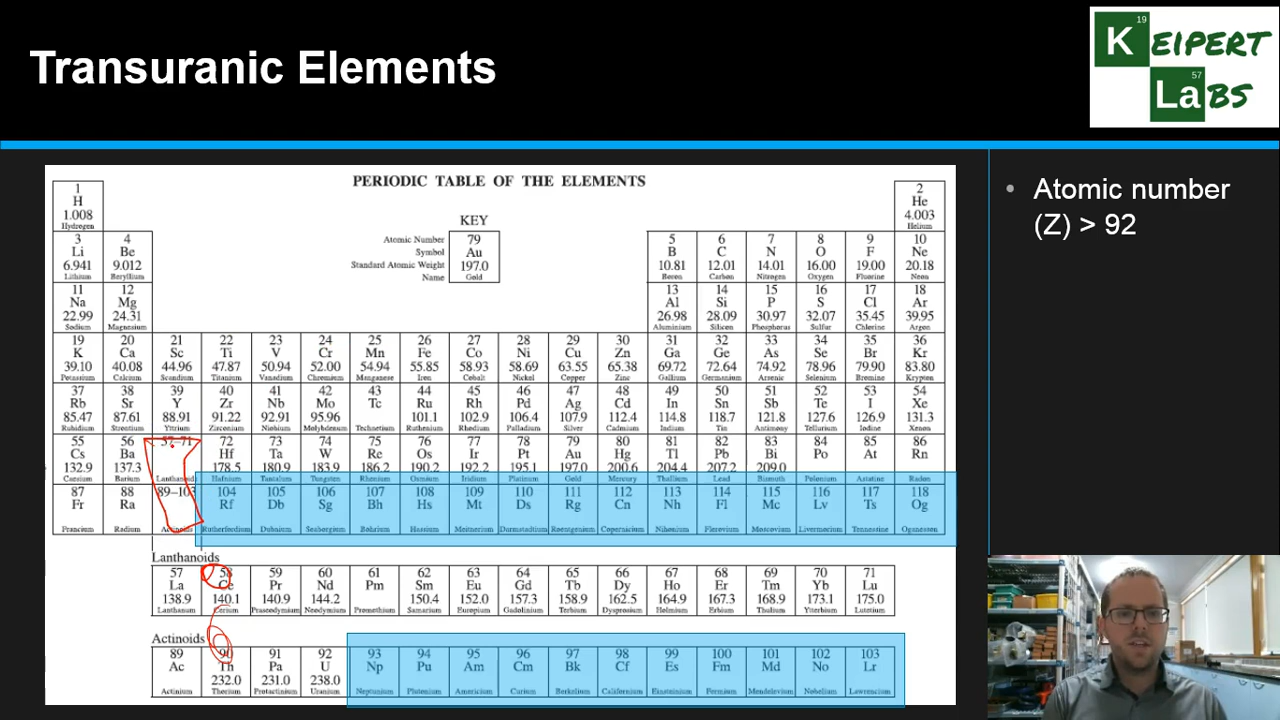 Transuranic Elements
19
K EIPERT
57
La BS
• Atomic number
(Z) > 92
PERIODIC TABLE OF THE ELEMENTS
KEY
Atomic Number 79
Symbol Au
Standard Atomic Weight 197.0
Name Gold
1 2
H He
1.008 4.003
Hydrogen Helium
3 4 5 6 7 8 9 10
Li Be B C N O F Ne
6.941 9.012 10.81 12.01 14.01 16.00 19.00 20.18
Lithium Beryllium Boron Carbon Nitrogen Oxygen Fluorine Neon
11 12 13 14 15 16 17 18
Na Mg Al Si P S Cl Ar
22.99 24.31 26.98 28.09 30.97 32.07 35.45 39.95
Sodium Magnesium Aluminium Silicon Phosphorus Sulfur Chlorine Argon
19 20 21 22 23 24 25 26 27 28 29 30 31 32 33 34 35 36
K Ca Sc Ti V Cr Mn Fe Co Ni Cu Zn Ga Ge As Se Br Kr
39.10 40.08 44.96 47.87 50.94 52.00 54.94 55.85 58.93 58.69 63.55 65.38 69.72 72.64 74.92 78.96 79.90 83.80
Potassium Calcium Scandium Titanium Vanadium Chromium Manganese Iron Cobalt Nickel Copper Zinc Gallium Germanium Arsenic Selenium Bromine Krypton
37 38 39 40 41 42 43 44 45 46 47 48 49 50 51 52 53 54
Rb Sr Y Zr Nb Mo Tc Ru Rh Pd Ag Cd In Sn Sb Te I Xe
85.47 87.61 88.91 91.22 92.91 95.96 101.1 102.9 106.4 107.9 112.4 114.8 118.7 121.8 127.6 126.9 131.3
Rubidium Strontium Yttrium Zirconium Niobium Molybdenum Technetium Ruthenium Rhodium Palladium Silver Cadmium Indium Tin Antimony Tellurium Iodine Xenon
55 56 57–71 72 73 74 75 76 77 78 79 80 81 82 83 84 85 86
Cs Ba Hf Ta W Re Os Ir Pt Au Hg Tl Pb Bi Po At Rn
132.9 137.3 178.5 180.9 183.9 186.2 190.2 192.2 195.1 197.0 200.6 204.4 207.2 209.0
Caesium Barium Lanthanoids Hafnium Tantalum Tungsten Rhenium Osmium Iridium Platinum Gold Mercury Thallium Lead Bismuth Polonium Astatine Radon
87 88 89–103 104 105 106 107 108 109 110 111 112 113 114 115 116 117 118
Fr Ra Rf Db Sg Bh Hs Mt Ds Rg Cn Nh Fl Mc Lv Ts Og
Francium Radium Actinoids Rutherfordium Dubnium Seaborgium Bohrium Hassium Meitnerium Darmstadtium Roentgenium Copernicium Nihonium Flerovium Moscovium Livermorium Tennessine Oganesson
Lanthanoids
57 58 59 60 61 62 63 64 65 66 67 68 69 70 71
La Ce Pr Nd Pm Sm Eu Gd Tb Dy Ho Er Tm Yb Lu
138.9 140.1 140.9 144.2 150.4 152.0 157.3 158.9 162.5 164.9 167.3 168.9 173.1 175.0
Lanthanum Cerium Praseodymium Neodymium Promethium Samarium Europium Gadolinium Terbium Dysprosium Holmium Erbium Thulium Ytterbium Lutetium
Actinoids
89 90 91 92 93 94 95 96 97 98 99 100 101 102 103
Ac Th Pa U Np Pu Am Cm Bk Cf Es Fm Md No Lr
232.0 231.0 238.0
Actinium Thorium Protactinium Uranium Neptunium Plutonium Americium Curium Berkelium Californium Einsteinium Fermium Mendelevium Nobelium Lawrencium